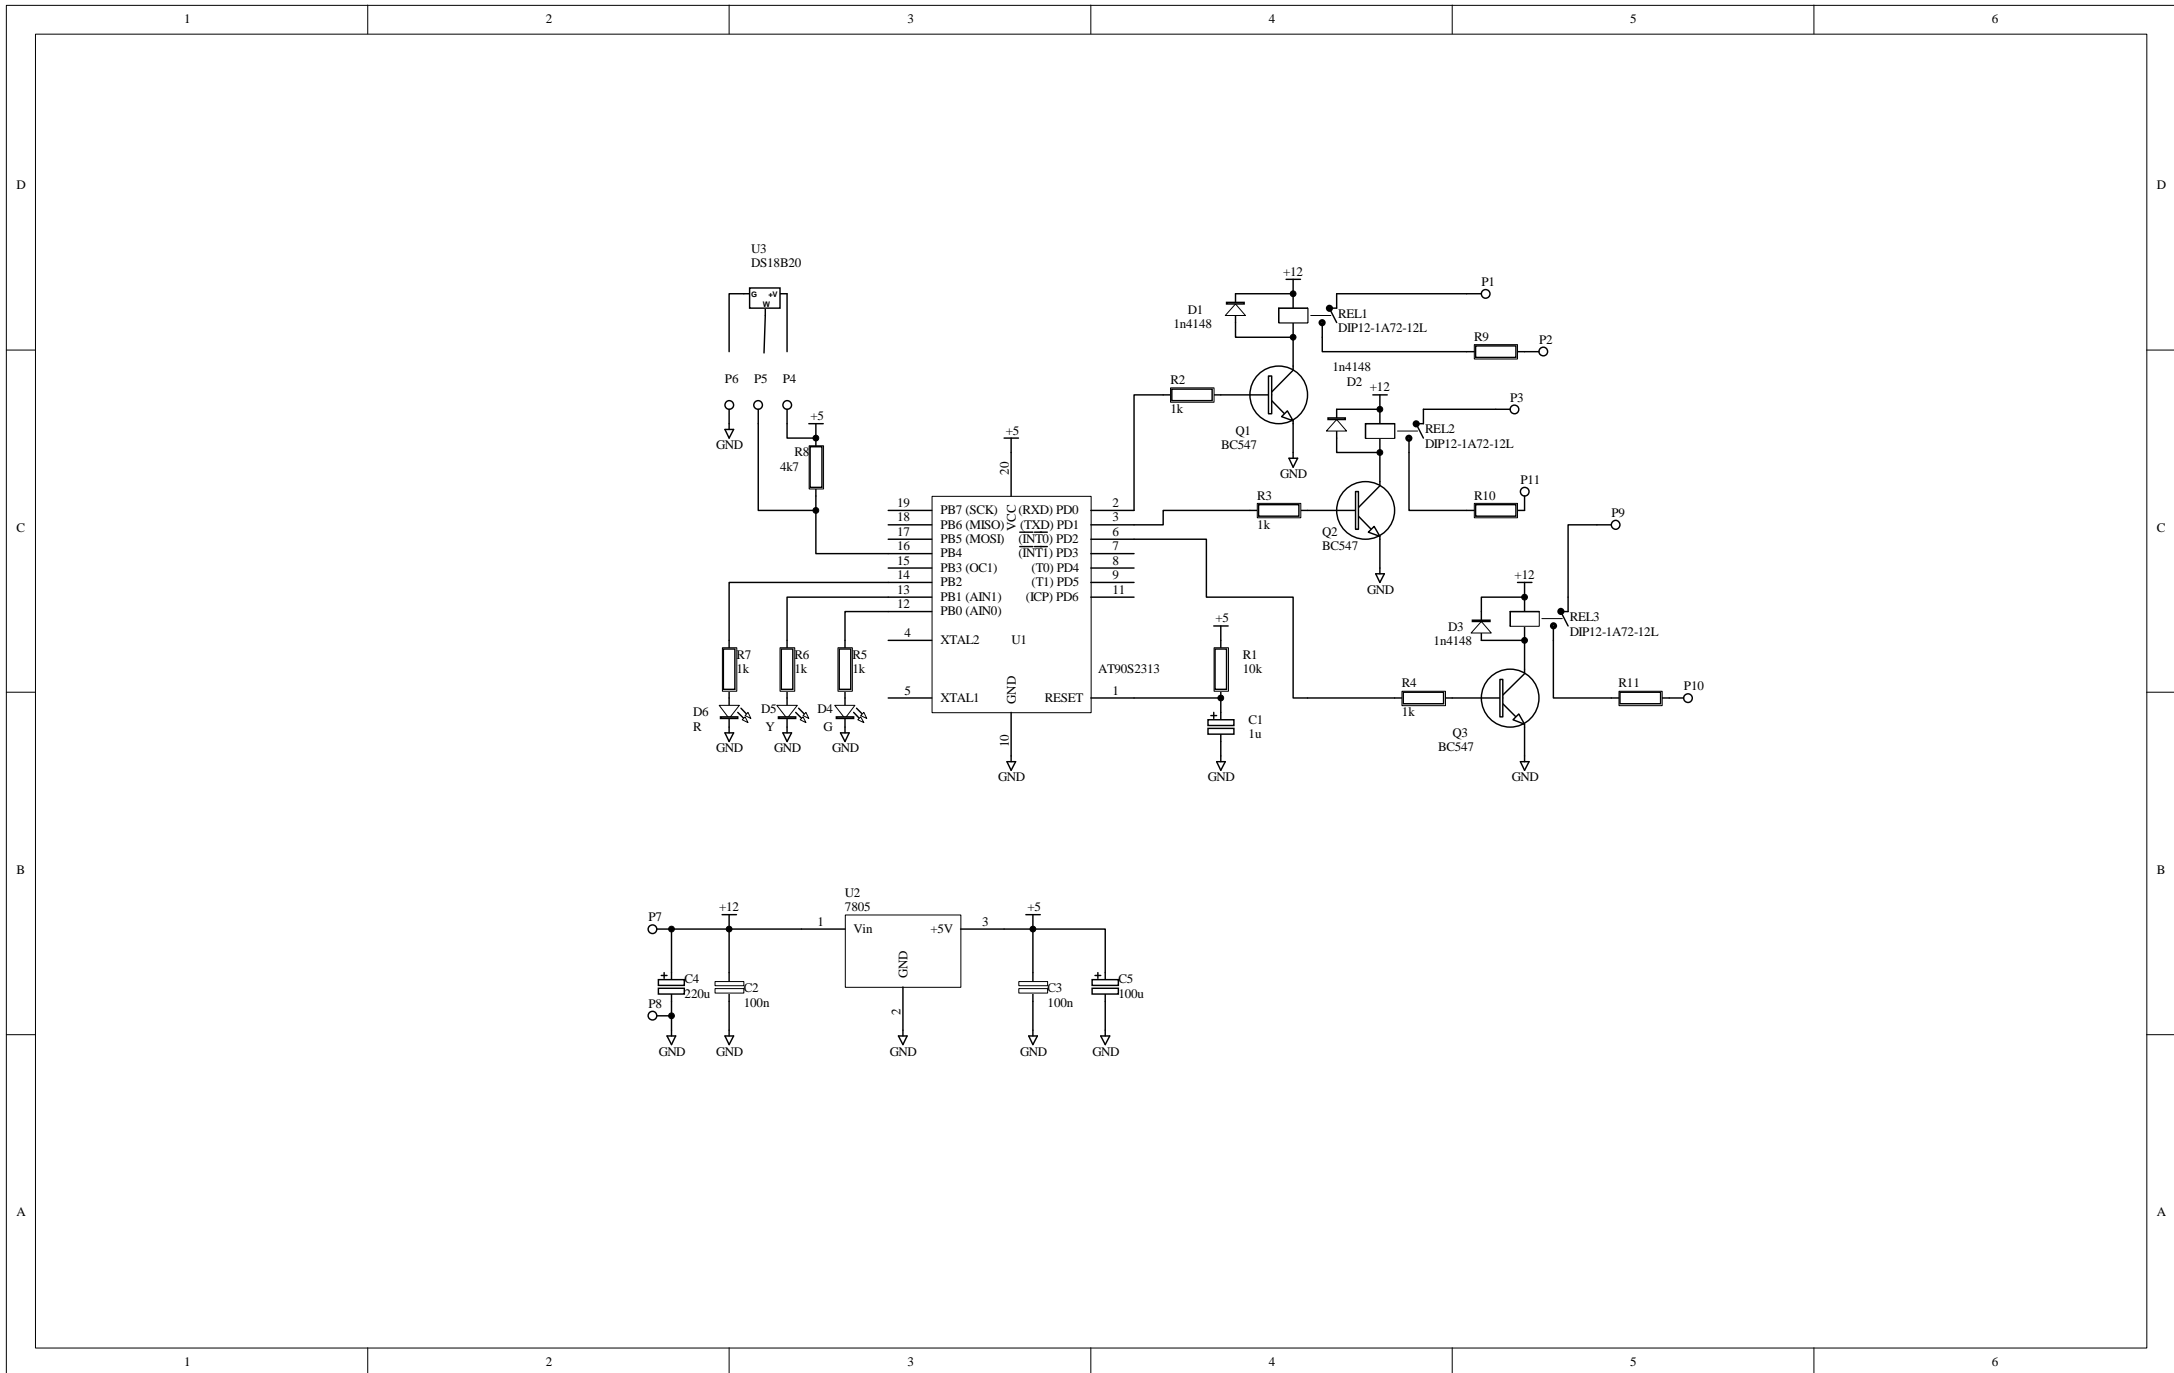 1 2 3 4 5 6
D D
C C
B B
A A
U3
DS18B20
G +V
W
P6 P5 P4
GND
+5
R8
4k7
+5
20
19 PB7 (SCK)
18 PB6 (MISO)
17 PB5 (MOSI)
16 PB4
15 PB3 (OC1)
14 PB2
13 PB1 (AIN1)
12 PB0 (AIN0)
4 XTAL2
5 XTAL1
VCC
(RXD) PD0 2
(TXD) PD1 3
(INT0) PD2 6
(INT1) PD3 7
(T0) PD4 8
(T1) PD5 9
(ICP) PD6 11
U1
AT90S2313
GND
RESET 1
10
GND
R7
1k
R6
1k
R5
1k
D6
R
D5
Y
D4
G
GND
GND
GND
+5
R1
10k
C1
1u
GND
+12
D1
1n4148
REL1
DIP12-1A72-12L
P1
R9
P2
R2
1k
Q1
BC547
GND
1n4148
D2
+12
REL2
DIP12-1A72-12L
P3
P11
R10
R3
1k
Q2
BC547
GND
P9
+12
D3
1n4148
REL3
DIP12-1A72-12L
R11
P10
R4
1k
Q3
BC547
GND
U2
7805
P7
+12
1
Vin
+5V
3
+5
GND
2
C4
220u
C2
100n
C3
100n
C5
100u
P8
GND
GND
GND
GND
GND
1 2 3 4 5 6